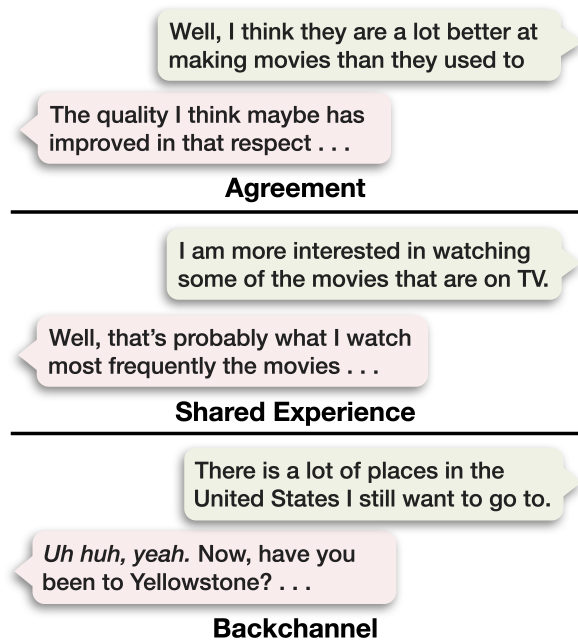 Well, I think they are a lot better at
making movies than they used to
The quality I think maybe has
improved in that respect . . .
Agreement
I am more interested in watching
some of the movies that are on TV.
Well, that's probably what I watch
most frequently the movies . . .
Shared Experience
There is a lot of places in the
United States I still want to go to.
Uh huh, yeah. Now, have you
been to Yellowstone? . . .
Backchannel